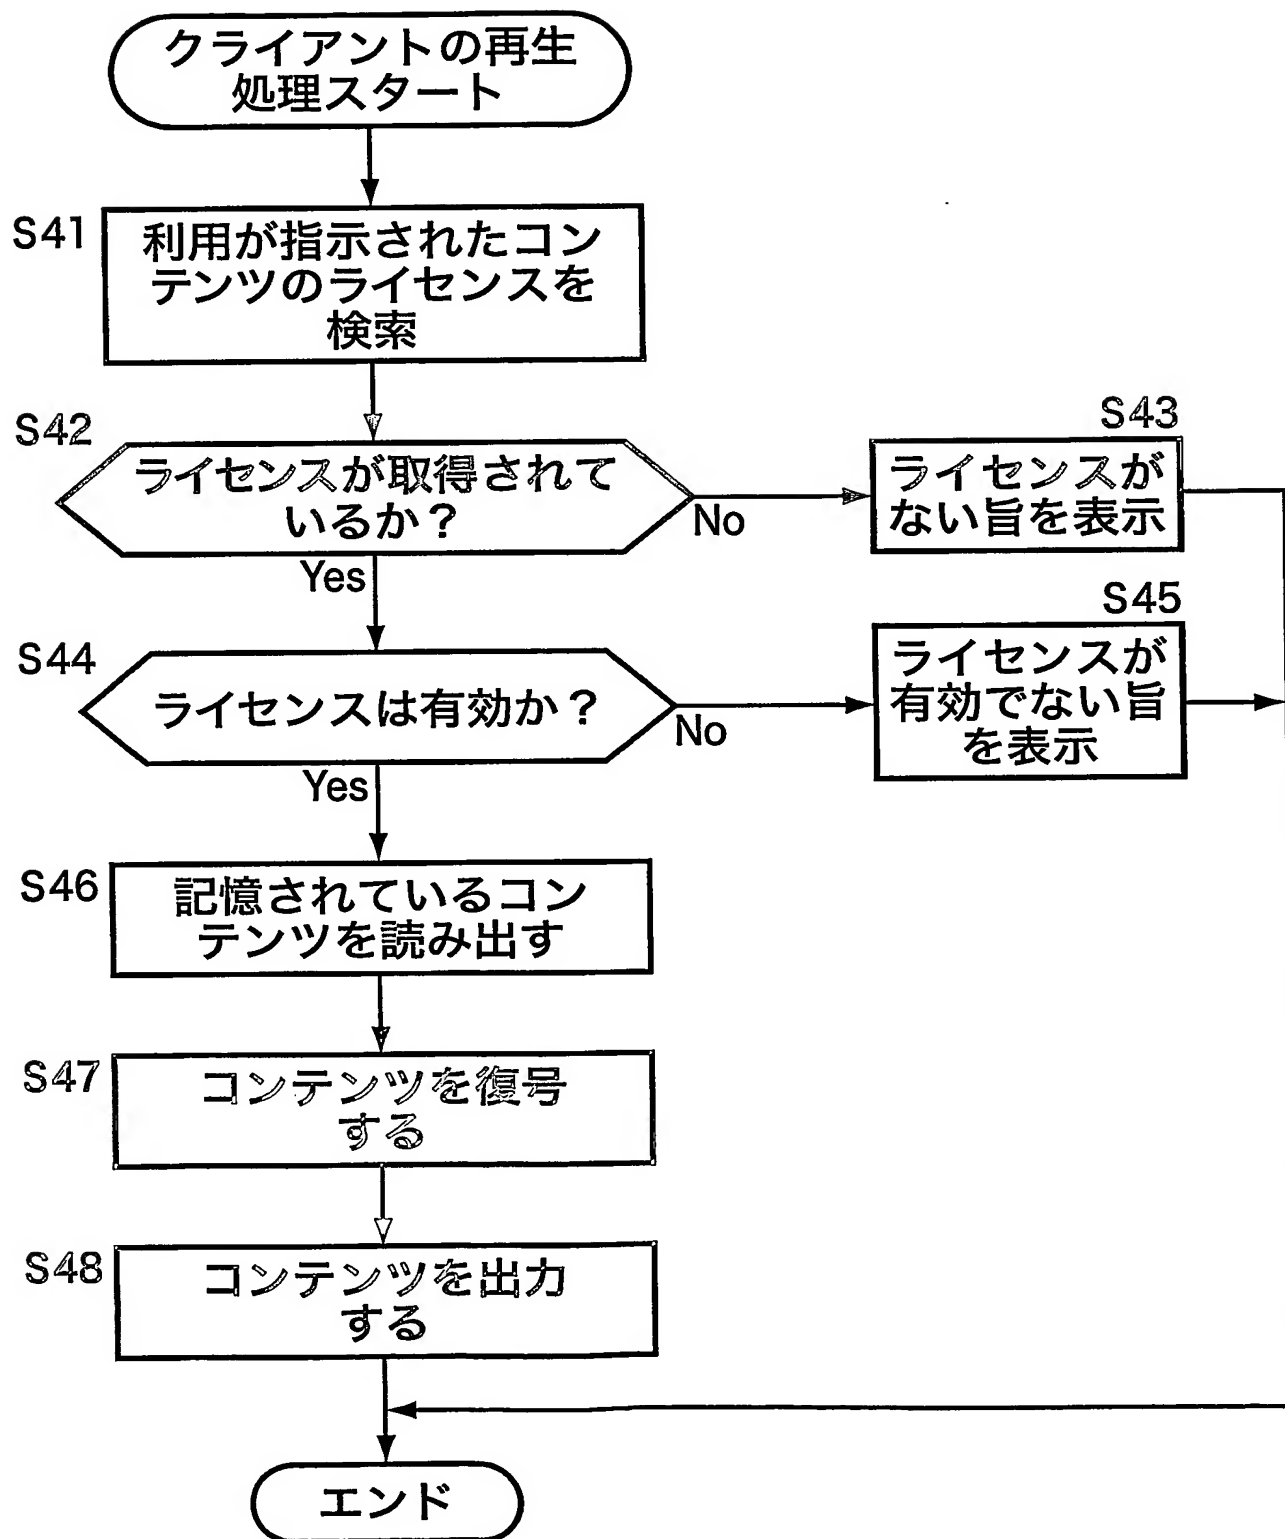 クライアントの再生
処理スタート
S41
利用が指示されたコン
テンツのライセンスを
検索
S42
ライセンスが取得されて
いるか？
No
Yes
S43
ライセンスが
ない旨を表示
S44
ライセンスは有効か？
No
Yes
S45
ライセンスが
有効でない旨
を表示
S46
記憶されているコン
テンツを読み出す
S47
コンテンツを復号
する
S48
コンテンツを出力
する
エンド